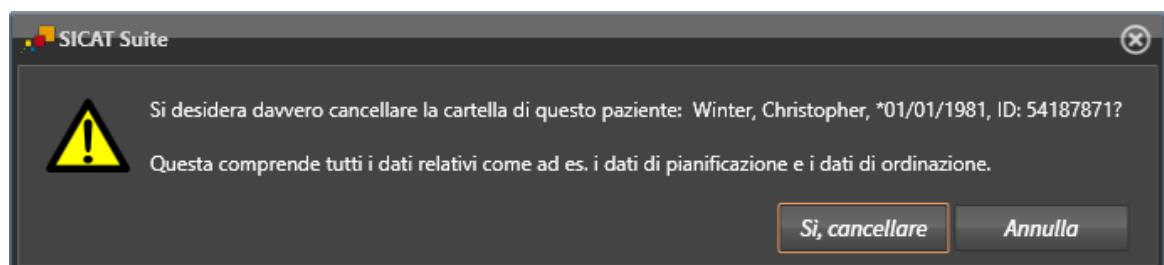 SICAT Suite
Si desidera davvero cancellare la cartella di questo paziente: Winter, Christopher, *01/01/1981, ID: 54187871?
Questa comprende tutti i dati relativi come ad es. i dati di pianificazione e i dati di ordinazione.
Sì, cancellare Annulla